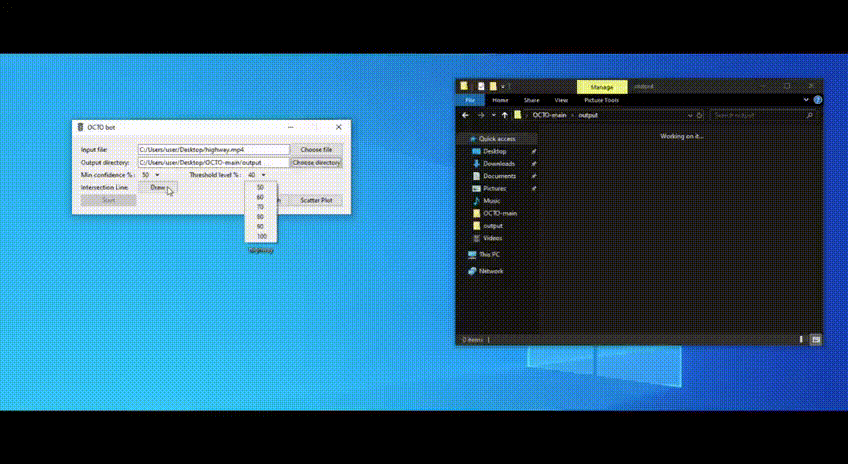 OCTO bot
Input file: C:/Users/user/Desktop/highway.mp4 Choose file
Output directory: C:/Users/user/Desktop/OCTO-main/output Choose directory
Min confidence %: 50 Threshold level %: 40
Intersection Line: Draw
Start Scatter Plot
50
60
70
80
90
100
highway
Manage
File Home Share View Picture Tools
OCTO-main output Search output
Quick access
Desktop
Downloads
Documents
Pictures
Music
OCTO-main
output
Videos
This PC
Network
Working on it...
0 items